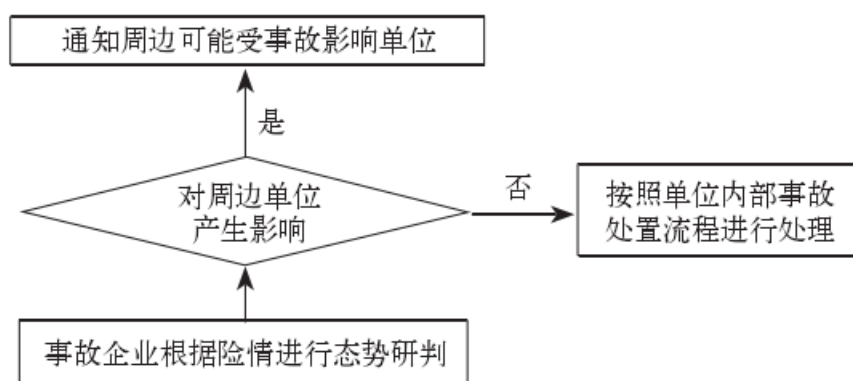 通知周边可能受事故影响单位
是
对周边单位
产生影响
否
按照单位内部事故
处置流程进行处理
事故企业根据险情进行态势研判